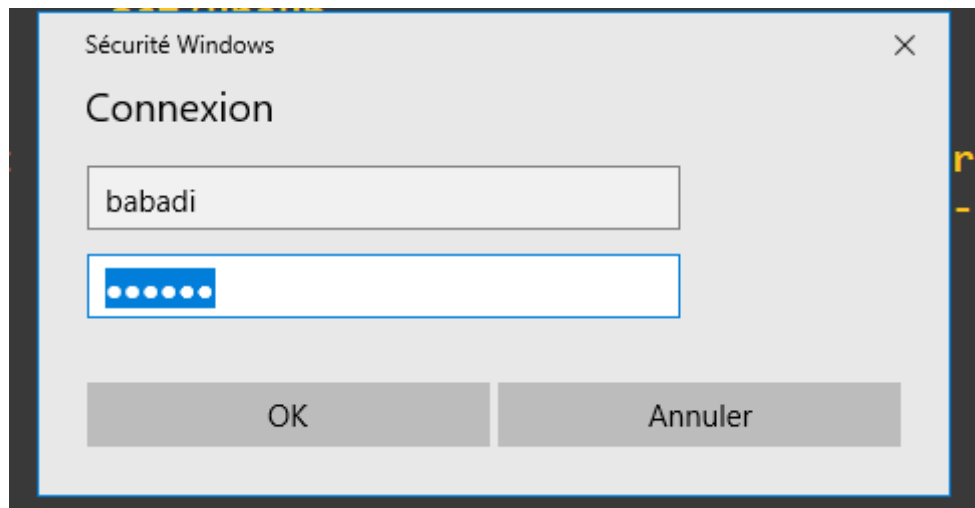 Sécurité Windows
Connexion
babadi
••••••
OK
Annuler
r
-